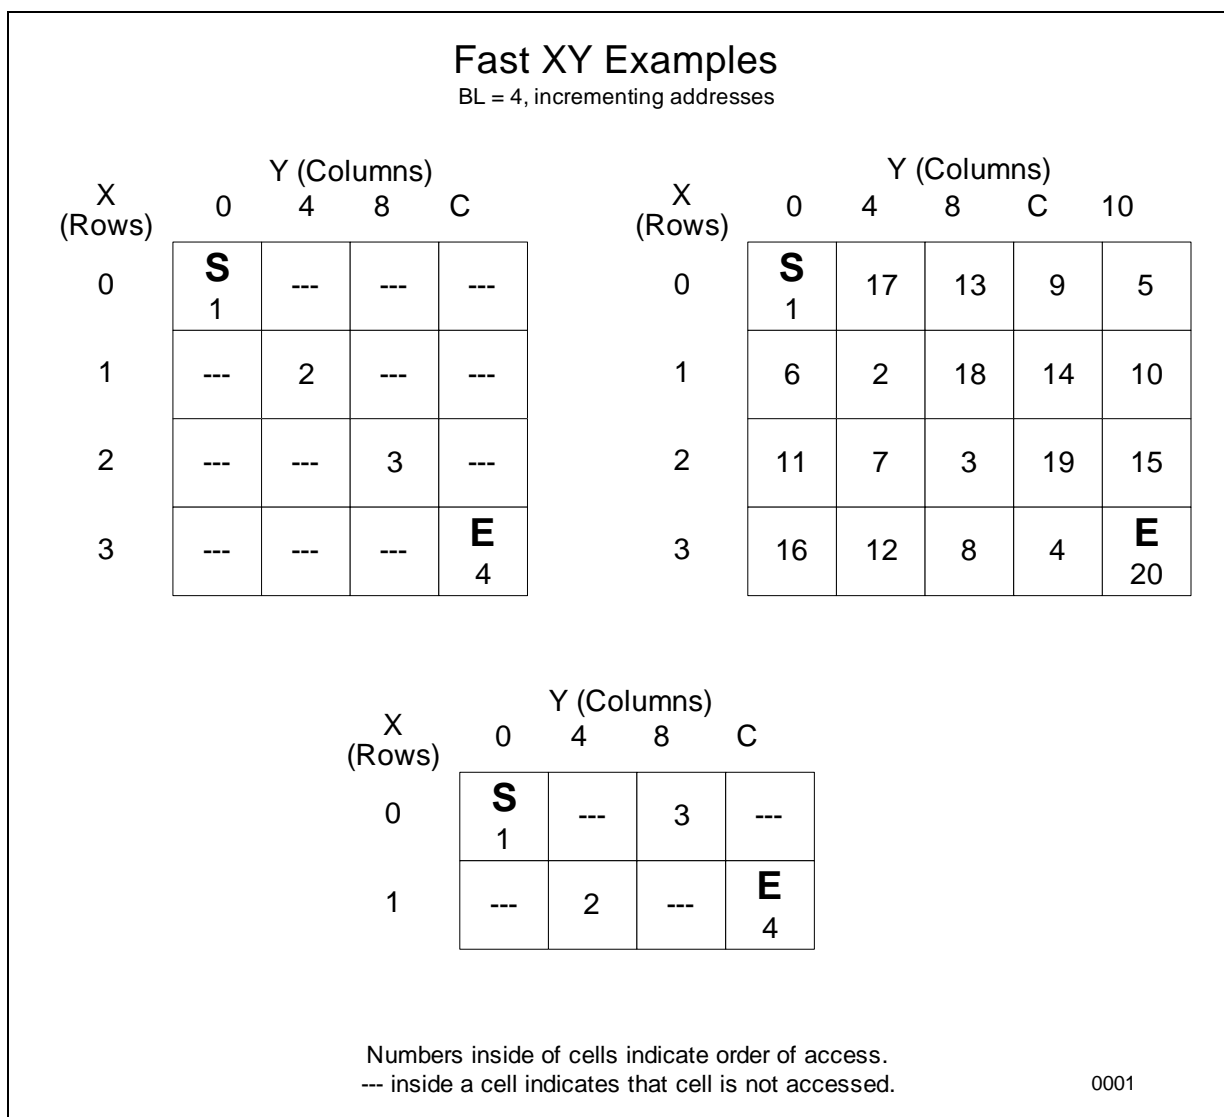 Fast XY Examples
BL = 4, incrementing addresses
Y (Columns)
X
(Rows)
0 4 8 C
0 S 1 --- --- ---
1 --- 2 --- ---
2 --- --- 3 ---
3 --- --- --- E 4
Y (Columns)
X
(Rows)
0 4 8 C 10
0 S 1 17 13 9 5
1 6 2 18 14 10
2 11 7 3 19 15
3 16 12 8 4 E 20
Y (Columns)
X
(Rows)
0 4 8 C
0 S 1 --- 3 ---
1 --- 2 --- E 4
Numbers inside of cells indicate order of access.
--- inside a cell indicates that cell is not accessed.
0001